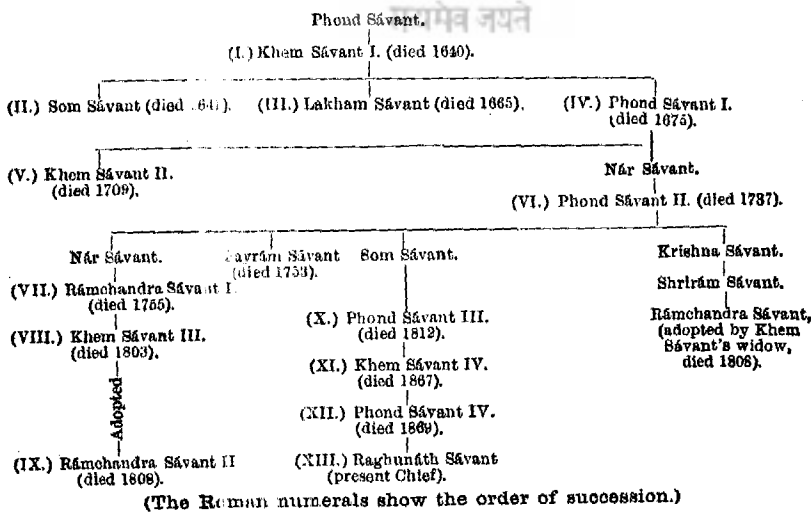 सत्यमेव जयते
Phond Sávant.
(I.) Khem Sávant I. (died 1640).
(II.) Som Sávant (died 1641). (III.) Lakham Sávant (died 1665). (IV.) Phond Sávant I.
(died 1675).
(V.) Khem Sávant II.
(died 1709).
Nár Sávant.
(VI.) Phond Sávant II. (died 1737).
Nár Sávant. Jayrám Sávant Som Sávant. Krishna Sávant.
(died 1753).
(VII.) Rámchandra Sávant I.
(died 1755)
Shrirám Sávant.
(VIII.) Khem Sávant III.
(died 1803).
(X.) Phond Sávant III.
(died 1812).
Rámchandra Sávant,
(adopted by Khem
Sávant's widow,
died 1808).
(XI.) Khem Sávant IV.
(died 1867).
Adopted
(XII.) Phond Sávant IV.
(died 1869).
(IX.) Rámchandra Sávant II
(died 1808).
(XIII.) Raghunáth Sávant
(present Chief).
(The Roman numerals show the order of succession.)